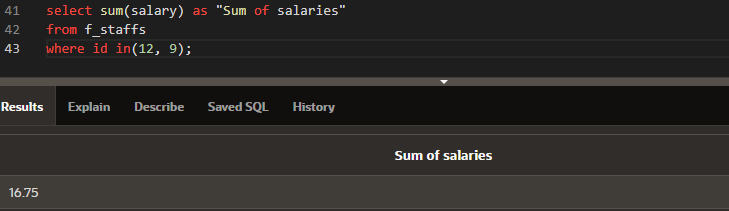 41 select sum(salary) as "Sum of salaries"
42 from f_staffs
43 where id in(12, 9);
Results Explain Describe Saved SQL History
Sum of salaries
16.75